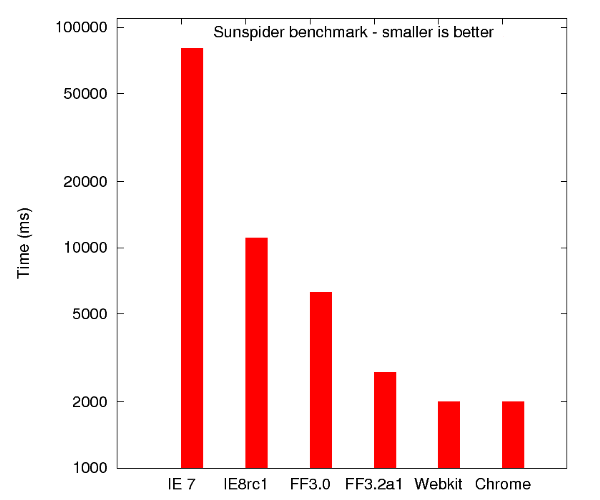 Sunspider benchmark - smaller is better
100000
50000
20000
10000
5000
2000
1000
Time (ms)
IE 7 IE8rc1 FF3.0 FF3.2a1 Webkit Chrome